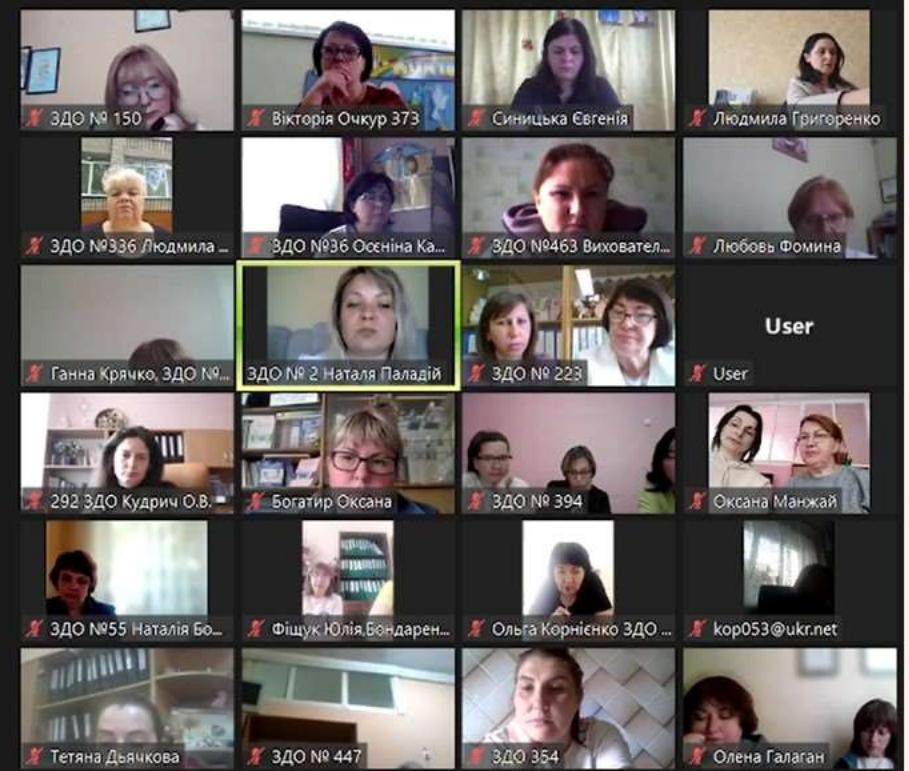 ЗДО № 150
Вікторія Очкур 373
Синицька Євгенія
Людмила Григоренко
ЗДО №336 Людмила ...
ЗДО №36 Осєніна Ка...
ЗДО №463 Виховател...
Любовь Фомина
Ганна Крячко, ЗДО №...
ЗДО № 2 Наталя Паладій
ЗДО № 223
User
User
292 ЗДО Кудрич О.В.
Богатир Оксана
ЗДО № 394
Оксана Манжай
ЗДО №55 Наталія Бо...
Фіщук Юлія,Бондарен...
Ольга Корнієнко ЗДО ...
kop053@ukr.net
Тетяна Дьячкова
ЗДО № 447
ЗДО 354
Олена Галаган